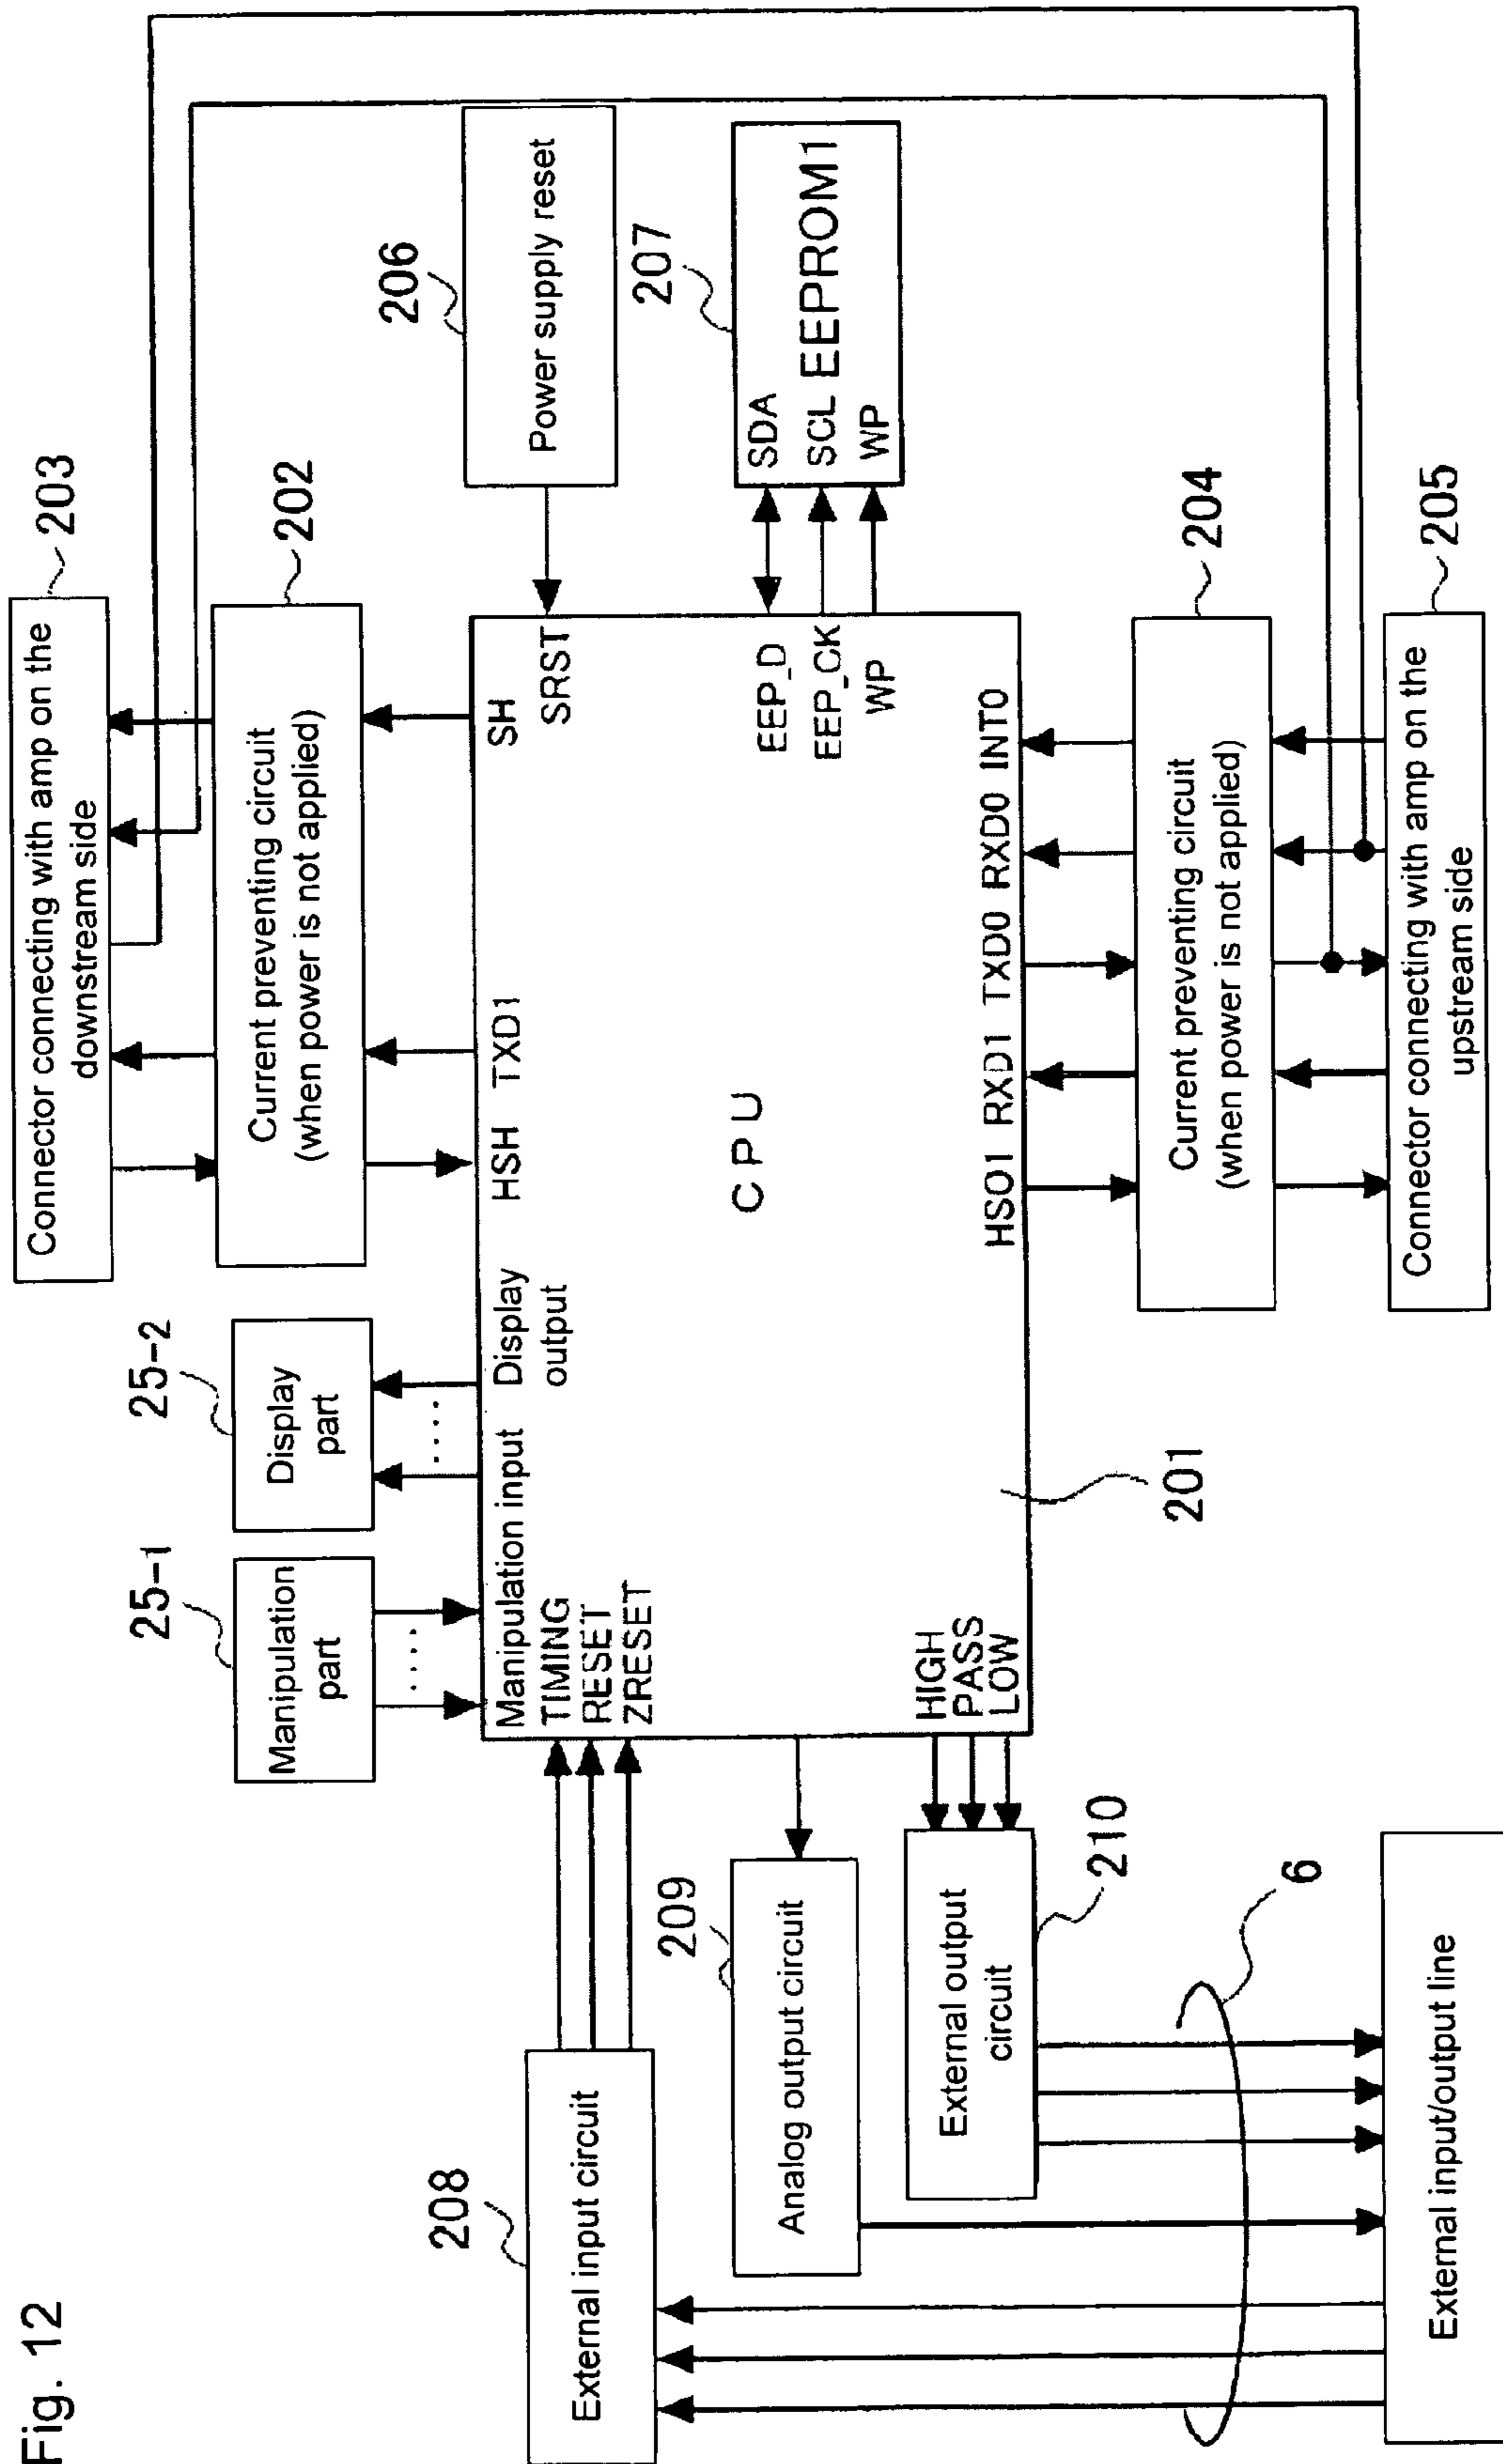 Fig. 12
203
Connector connecting with amp on the
downstream side
202
Current preventing circuit
(when power is not applied)
25-1
Manipulation
part
25-2
Display
part
206
Power supply reset
207
SDA
SCL EEPROM1
WP
Manipulation input
Display
output
HSH TXD1
SH
SRST
TIMING
RESET
ZRESET
EEP_D
EEP_CK
WP
CPU
HIGH
PASS
LOW
HSO1 RXD1 TXD0 RXD0 INT0
201
208
External input circuit
209
Analog output circuit
External output
circuit
210
204
Current preventing circuit
(when power is not applied)
205
Connector connecting with amp on the
upstream side
6
External input/output line